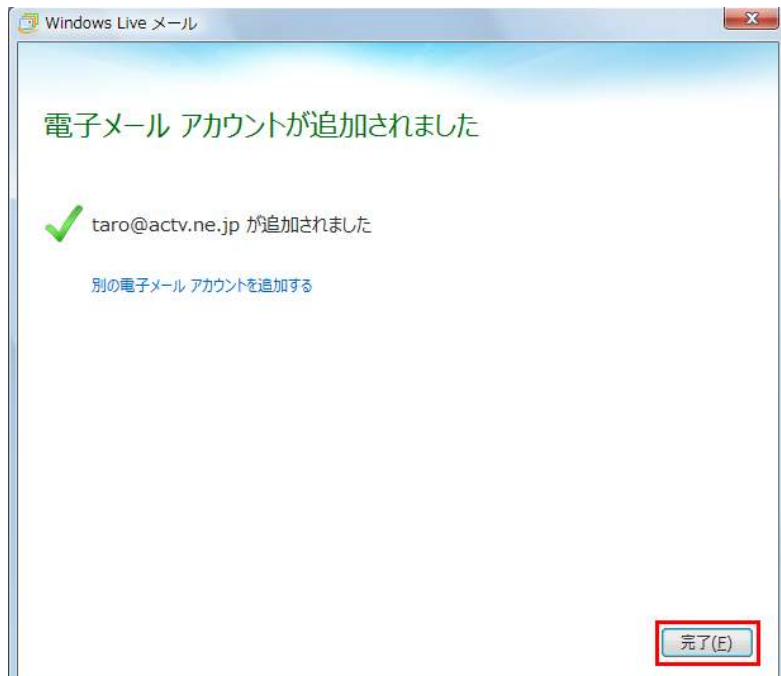 Windows Live メール
電子メール アカウントが追加されました
taro@actv.ne.jp が追加されました
別の電子メール アカウントを追加する
完了(F)